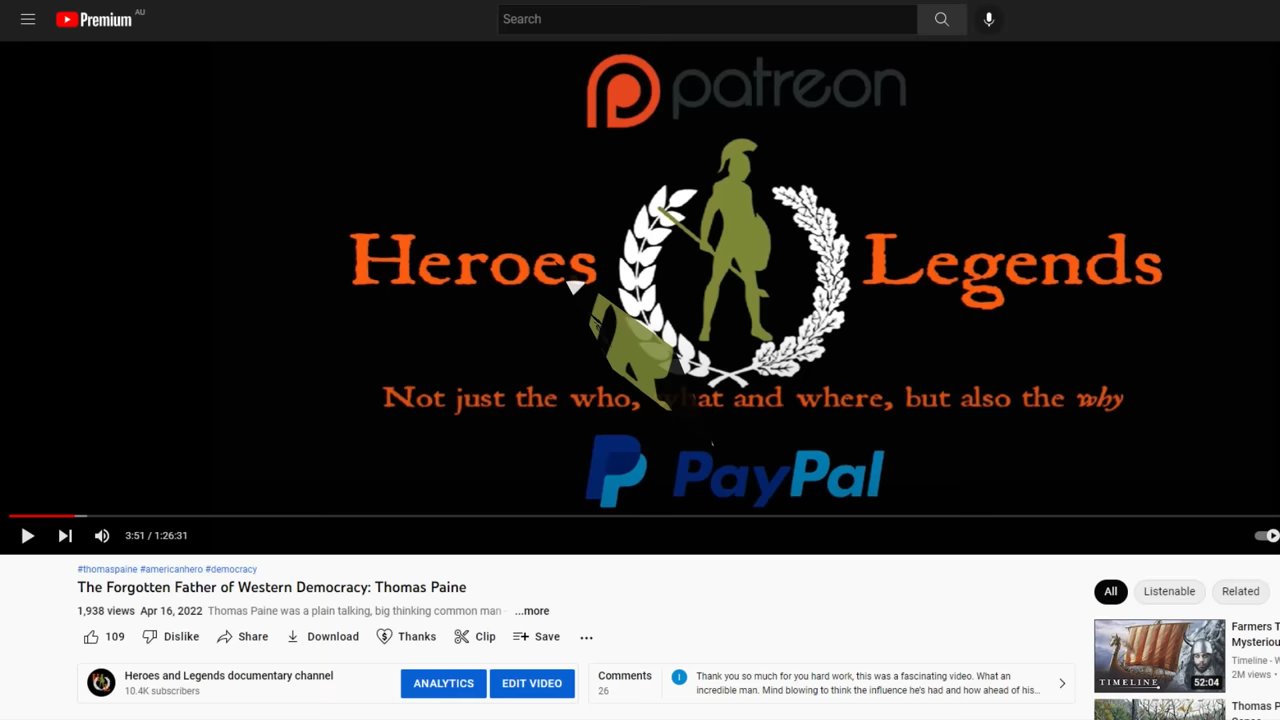 Premium AU
Search
patreon
Heroes Legends
Not just the who, what and where, but also the why
PayPal
3:51 / 1:26:31
#thomaspaine #americanhero #democracy
The Forgotten Father of Western Democracy: Thomas Paine
1,938 views Apr 16, 2022 Thomas Paine was a plain talking, big thinking common man ...more
109 Dislike Share Download Thanks Clip Save
Heroes and Legends documentary channel
10.4K subscribers
ANALYTICS EDIT VIDEO
Comments
26
Thank you so much for you hard work, this was a fascinating video. What an
incredible man. Mind blowing to think the influence he's had and how ahead of his...
All Listenable Related
Farmers T
Mysteriou
Timeline - W
2M views •
TIMELINE
52:04
Thomas P